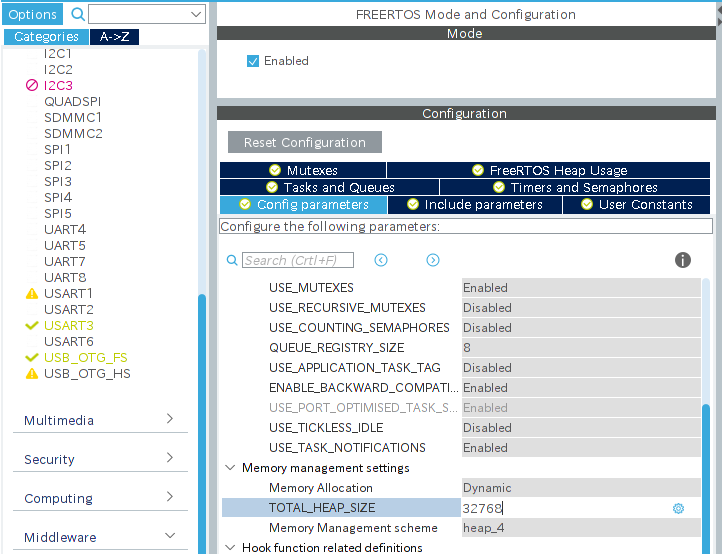 Options
Categories
A->Z
I2C1
I2C2
I2C3
QUADSPI
SDMMC1
SDMMC2
SPI1
SPI2
SPI3
SPI4
SPI5
UART4
UART5
UART7
UART8
USART1
USART2
USART3
USART6
USB_OTG_FS
USB_OTG_HS
Multimedia
Security
Computing
Middleware
FREERTOS Mode and Configuration
Mode
Enabled
Configuration
Reset Configuration
Mutexes
FreeRTOS Heap Usage
Tasks and Queues
Timers and Semaphores
Config parameters
Include parameters
User Constants
Configure the following parameters:
Search (Crtl+F)
USE_MUTEXES Enabled
USE_RECURSIVE_MUTEXES Disabled
USE_COUNTING_SEMAPHORES Disabled
QUEUE_REGISTRY_SIZE 8
USE_APPLICATION_TASK_TAG Disabled
ENABLE_BACKWARD_COMPATI... Enabled
USE_PORT_OPTIMISED_TASK_S... Enabled
USE_TICKLESS_IDLE Disabled
USE_TASK_NOTIFICATIONS Enabled
Memory management settings
Memory Allocation Dynamic
TOTAL_HEAP_SIZE 32768
Memory Management scheme heap_4
Hook function related definitions